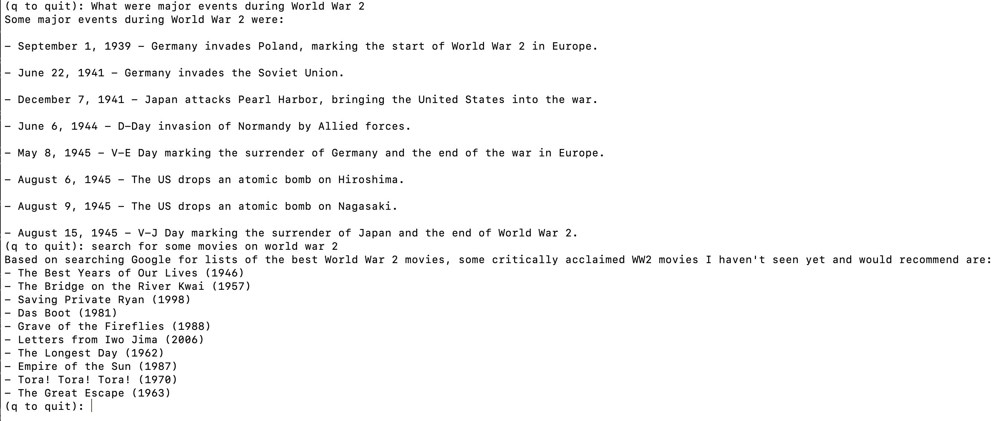 (q to quit): What were major events during World War 2
Some major events during World War 2 were:
- September 1, 1939 - Germany invades Poland, marking the start of World War 2 in Europe.
- June 22, 1941 - Germany invades the Soviet Union.
- December 7, 1941 - Japan attacks Pearl Harbor, bringing the United States into the war.
- June 6, 1944 - D-Day invasion of Normandy by Allied forces.
- May 8, 1945 - V-E Day marking the surrender of Germany and the end of the war in Europe.
- August 6, 1945 - The US drops an atomic bomb on Hiroshima.
- August 9, 1945 - The US drops an atomic bomb on Nagasaki.
- August 15, 1945 - V-J Day marking the surrender of Japan and the end of World War 2.
(q to quit): search for some movies on world war 2
Based on searching Google for lists of the best World War 2 movies, some critically acclaimed WW2 movies I haven't seen yet and would recommend are:
- The Best Years of Our Lives (1946)
- The Bridge on the River Kwai (1957)
- Saving Private Ryan (1998)
- Das Boot (1981)
- Grave of the Fireflies (1988)
- Letters from Iwo Jima (2006)
- The Longest Day (1962)
- Empire of the Sun (1987)
- Tora! Tora! Tora! (1970)
- The Great Escape (1963)
(q to quit):